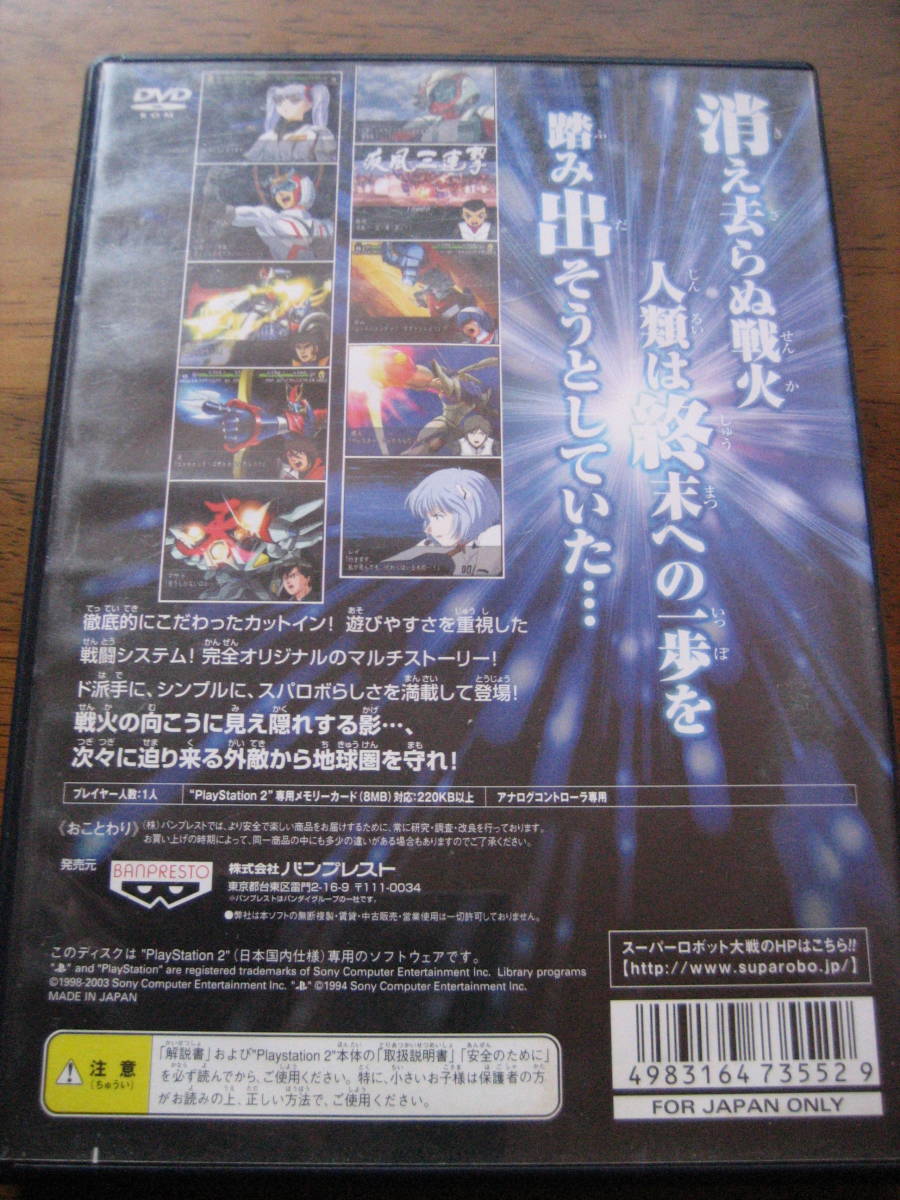 DVD
ROM
消え去らぬ戦火
人類は終末への一歩を
踏み出そうとしていた…
疾風三連撃
レイ
徹底的にこだわったカットイン！遊びやすさを重視した
戦闘システム！完全オリジナルのマルチストーリー！
ド派手に、シンプルに、スパロボらしさを満載して登場！
戦火の向こうに見え隠れする影…、
次々に迫り来る外敵から地球圏を守れ！
プレイヤー人数：1人 "PlayStation 2"専用メモリーカード（8MB）対応：220KB以上 アナログコントローラ専用
《おことわり》（株）バンプレストでは、より安全で楽しい商品をお届けするために、常に研究・調査・改良を行っております。
お買い上げの時期によって、同一商品の中にも多少の違いがある場合もありますのでご了承ください。
発売元 BANPRESTO 株式会社バンプレスト
東京都台東区雷門2-16-9 〒111-0034
※バンプレストはバンダイグループの一社です。
●弊社は本ソフトの無断複製・賃貸・中古販売・営業使用は一切許可しておりません。
このディスクは "PlayStation 2"（日本国内仕様）専用のソフトウェアです。
" " and "PlayStation" are registered trademarks of Sony Computer Entertainment Inc. Library programs
©1998-2003 Sony Computer Entertainment Inc. " " ©1994 Sony Computer Entertainment Inc.
MADE IN JAPAN
スーパーロボット大戦のHPはこちら!!
【http://www.suparobo.jp/】
4983164735529
FOR JAPAN ONLY
注意（ちゅうい）
「解説書」および"Playstation 2"本体の「取扱説明書」「安全のために」
を必ず読んでから、ご使用ください。特に、小さいお子様は保護者の方
がお読みの上、正しい方法で、ご使用ください。